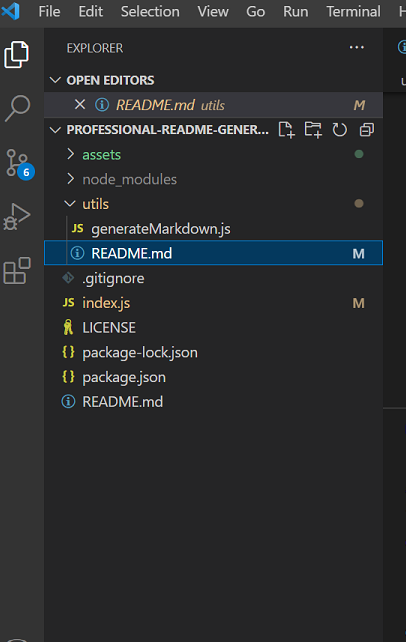 File Edit Selection View Go Run Terminal H
EXPLORER ...
OPEN EDITORS
README.md utils M
PROFESSIONAL-README-GENER...
assets
node_modules
utils
JS generateMarkdown.js
README.md M
.gitignore
JS index.js M
LICENSE
{} package-lock.json
{} package.json
README.md
6
u